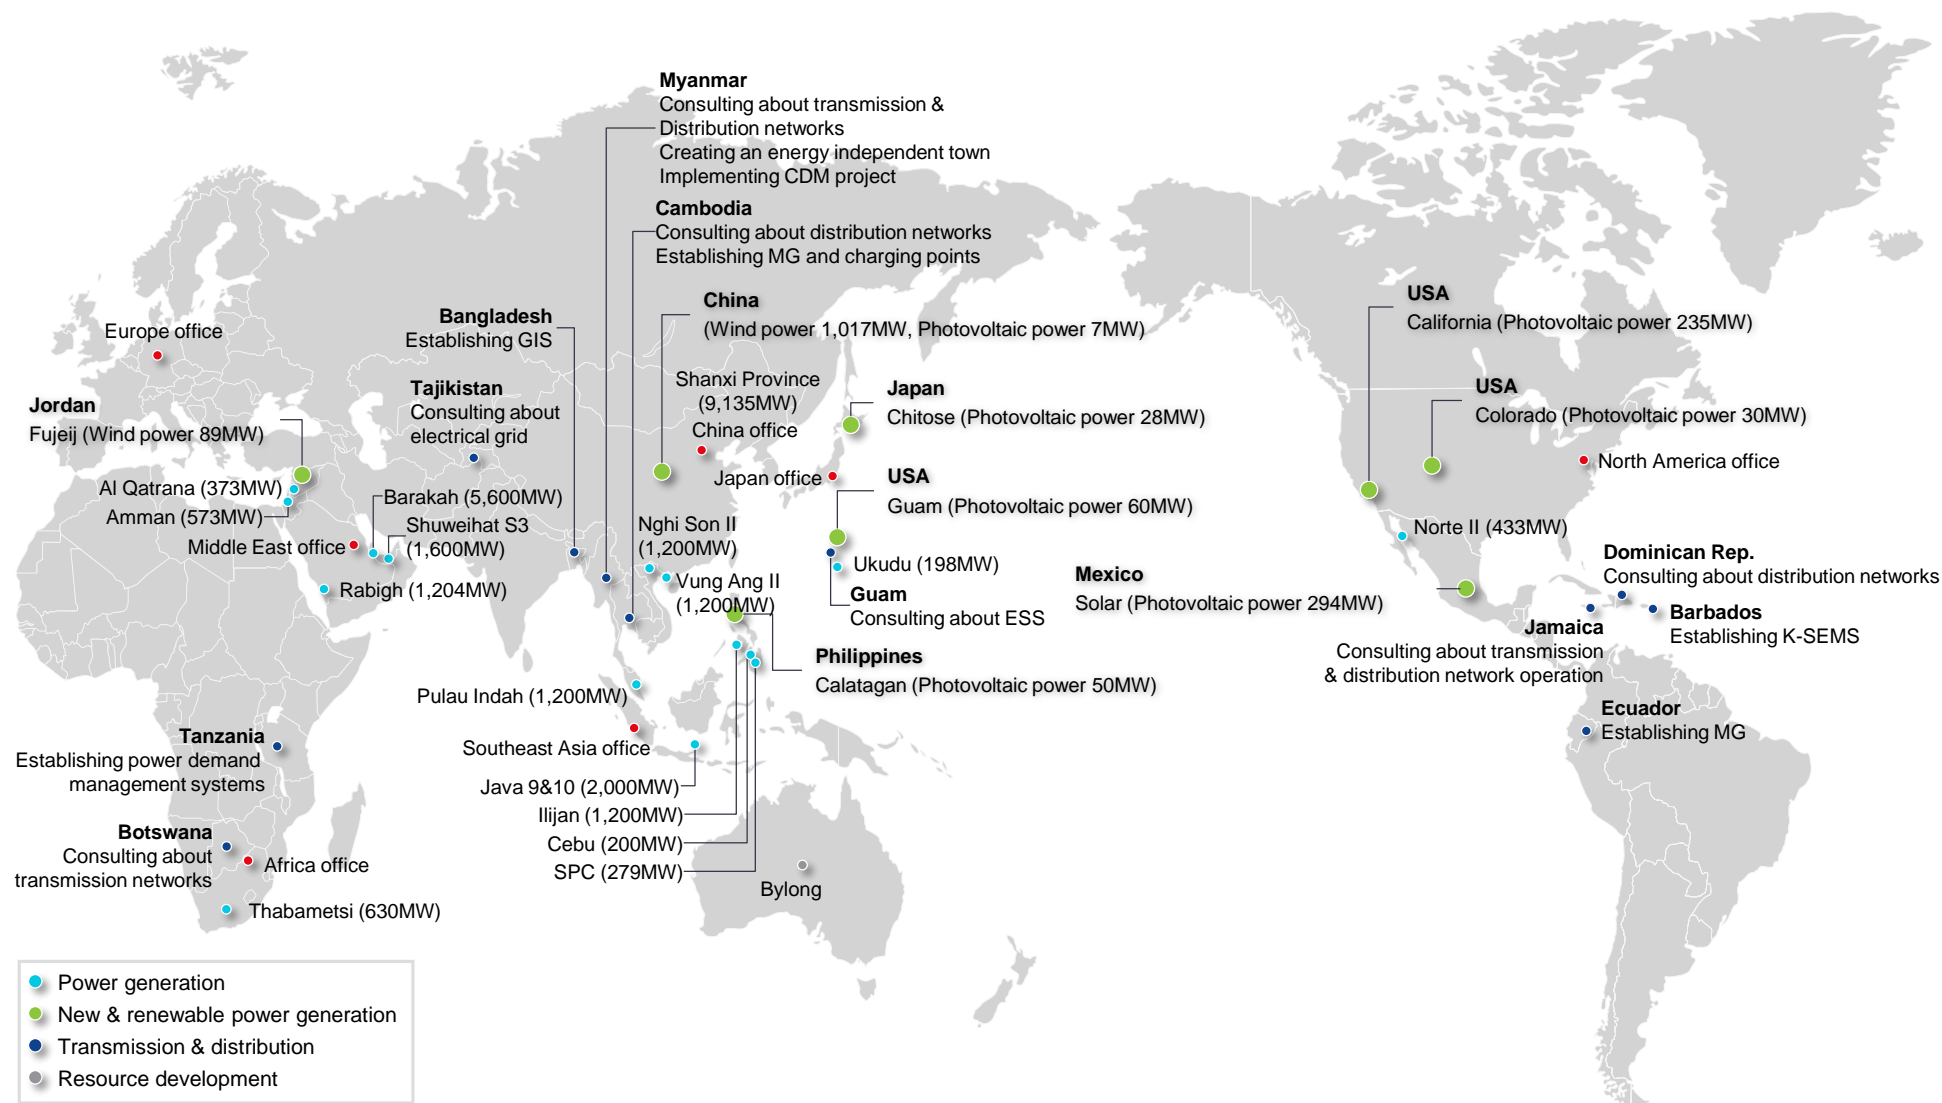 Myanmar
Consulting about transmission &
Distribution networks
Creating an energy independent town
Implementing CDM project
Cambodia
Consulting about distribution networks
Establishing MG and charging points
China
(Wind power 1,017MW, Photovoltaic power 7MW)
Bangladesh
Establishing GIS
Europe office
Tajikistan
Consulting about
electrical grid
Jordan
Fujeij (Wind power 89MW)
Shanxi Province
(9,135MW)
China office
Japan
Chitose (Photovoltaic power 28MW)
USA
California (Photovoltaic power 235MW)
USA
Colorado (Photovoltaic power 30MW)
North America office
Al Qatrana (373MW)
Amman (573MW)
Middle East office
Barakah (5,600MW)
Shuweihat S3
(1,600MW)
Rabigh (1,204MW)
Japan office
USA
Guam (Photovoltaic power 60MW)
Nghi Son II
(1,200MW)
Vung Ang II
(1,200MW)
Ukudu (198MW)
Guam
Consulting about ESS
Norte II (433MW)
Mexico
Solar (Photovoltaic power 294MW)
Dominican Rep.
Consulting about distribution networks
Barbados
Establishing K-SEMS
Jamaica
Consulting about transmission
& distribution network operation
Philippines
Calatagan (Photovoltaic power 50MW)
Pulau Indah (1,200MW)
Southeast Asia office
Java 9&10 (2,000MW)
Ilijan (1,200MW)
Cebu (200MW)
SPC (279MW)
Ecuador
Establishing MG
Tanzania
Establishing power demand
management systems
Botswana
Consulting about
transmission networks
Africa office
Thabametsi (630MW)
Bylong
Power generation
New & renewable power generation
Transmission & distribution
Resource development